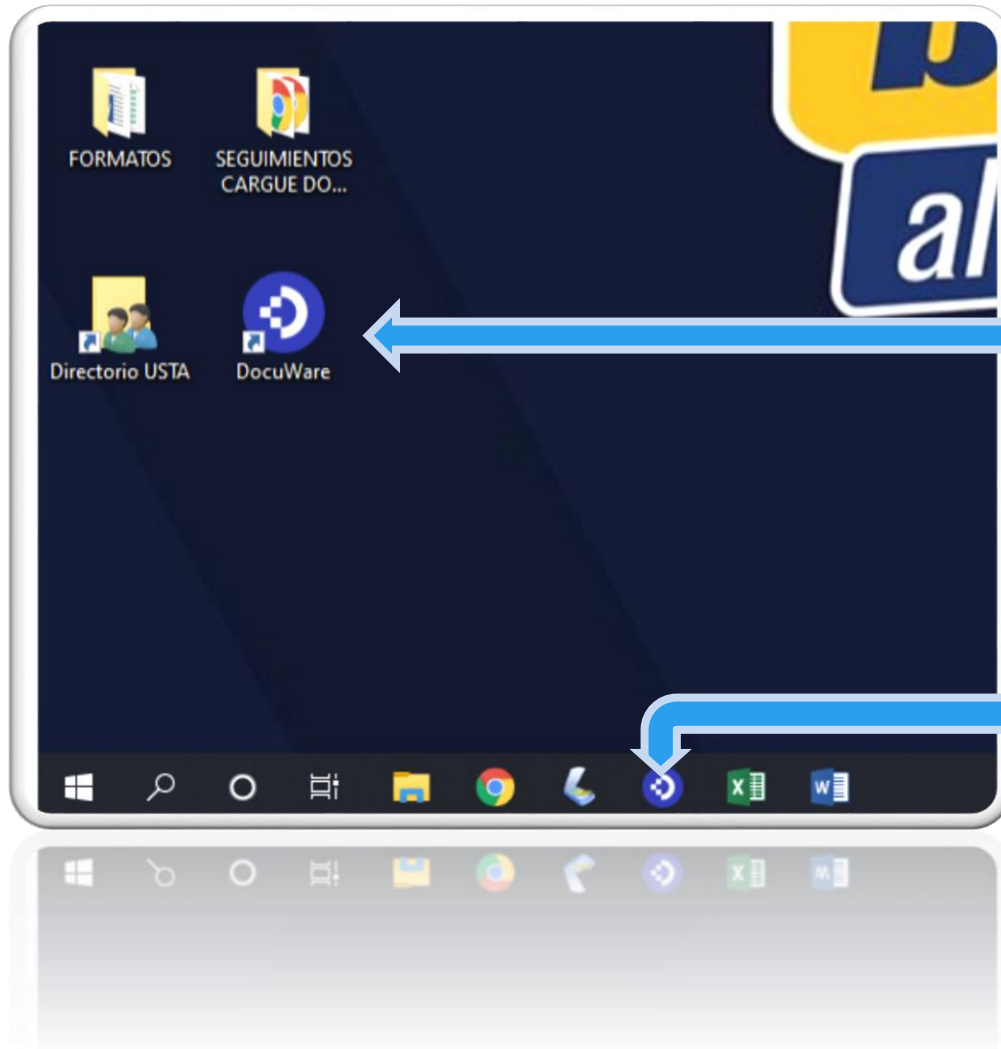 b
FORMATOS
SEGUIMIENTOS
CARGUE DO...
al
Directorio USTA
DocuWare